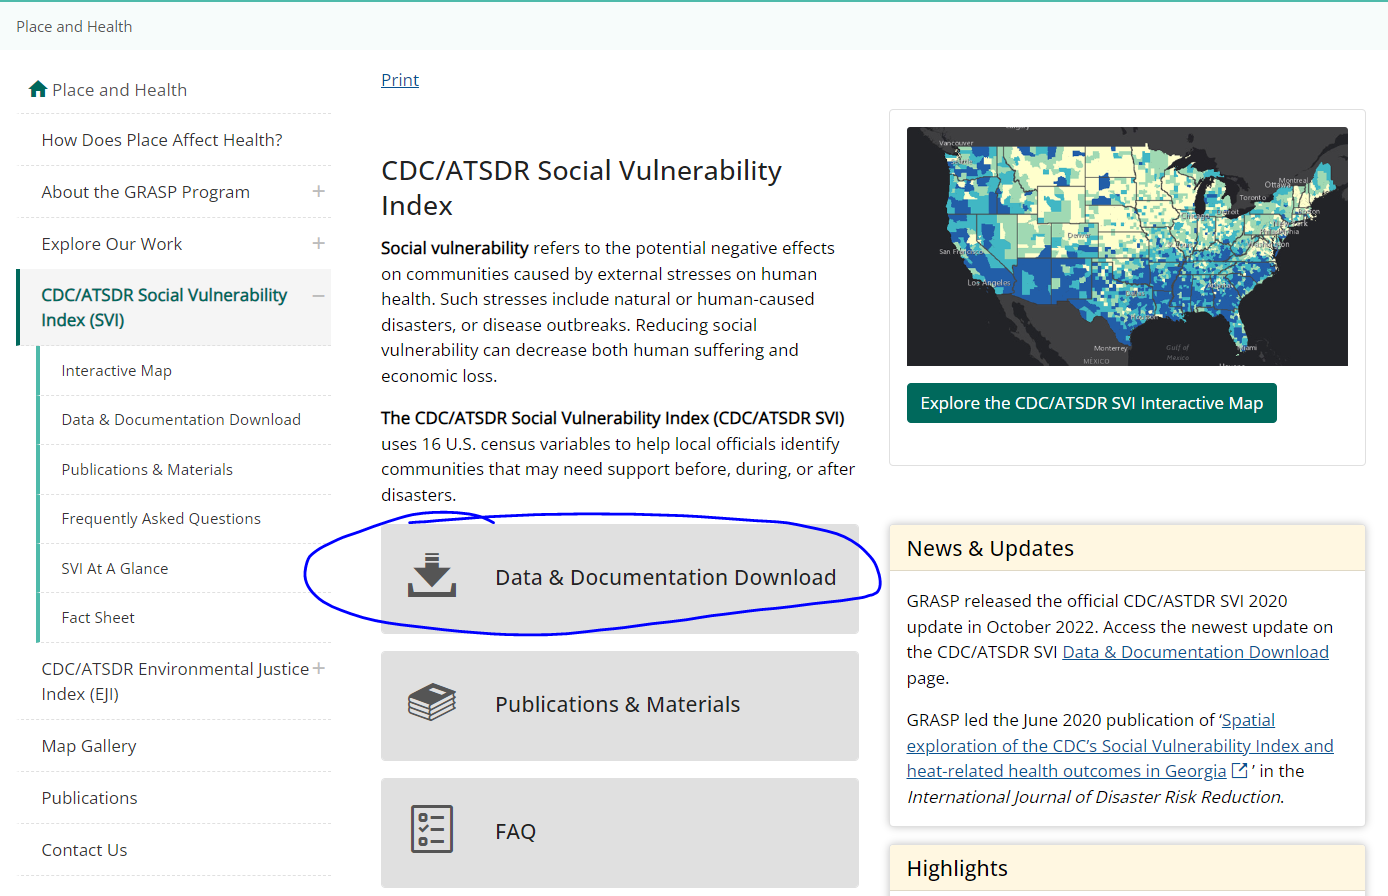 Place and Health
Place and Health
How Does Place Affect Health?
About the GRASP Program
Explore Our Work
CDC/ATSDR Social Vulnerability
Index (SVI)
Interactive Map
Data & Documentation Download
Publications & Materials
Frequently Asked Questions
SVI At A Glance
Fact Sheet
CDC/ATSDR Environmental Justice
Index (EJI)
Map Gallery
Publications
Contact Us
Print
CDC/ATSDR Social Vulnerability
Index
Social vulnerability refers to the potential negative effects
on communities caused by external stresses on human
health. Such stresses include natural or human-caused
disasters, or disease outbreaks. Reducing social
vulnerability can decrease both human suffering and
economic loss.
The CDC/ATSDR Social Vulnerability Index (CDC/ATSDR SVI)
uses 16 U.S. census variables to help local officials identify
communities that may need support before, during, or after
disasters.
Data & Documentation Download
Publications & Materials
FAQ
Vancouver
Montreal
Ottawa
Toronto
Los Angeles
Monterrey
MEXICO
Gulf of
Mexico
Explore the CDC/ATSDR SVI Interactive Map
News & Updates
GRASP released the official CDC/ASTDR SVI 2020
update in October 2022. Access the newest update on
the CDC/ATSDR SVI Data & Documentation Download
page.
GRASP led the June 2020 publication of ‘Spatial
exploration of the CDC’s Social Vulnerability Index and
heat-related health outcomes in Georgia ’ in the
International Journal of Disaster Risk Reduction.
Highlights